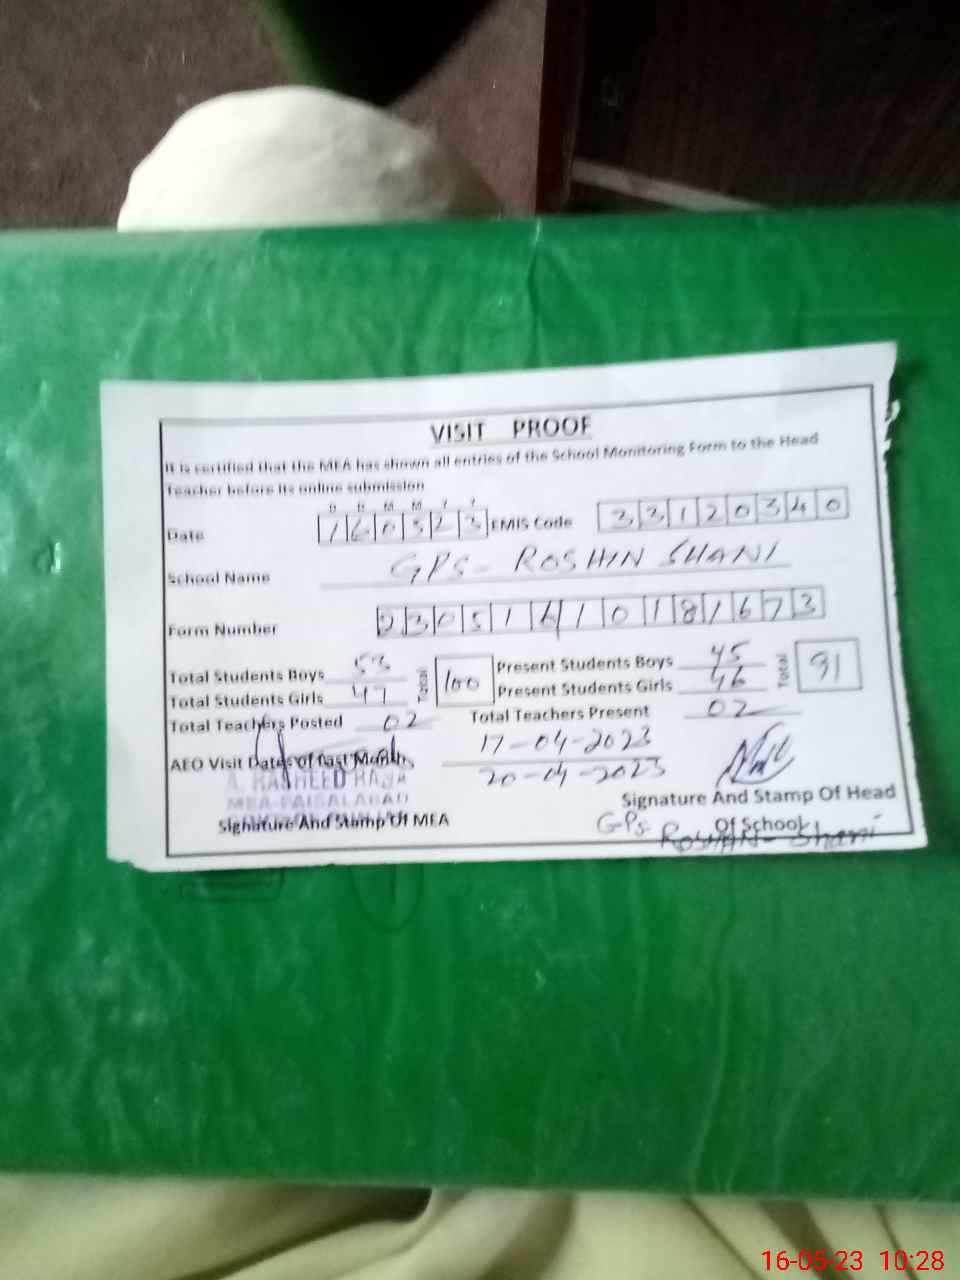 VISIT PROOF
It is certified that the MEA has shown all entries of the School Monitoring Form to the Head
Teacher before its online submission
D D M M Y Y
Date 160523 EMIS Code 33120340
School Name GPS - ROSHIN SHANI
Form Number 2305161018 1673
Total Students Boys 53 Total 100 Present Students Boys 45 Total 91
Total Students Girls 47 Present Students Girls 46
Total Teachers Posted 02 Total Teachers Present 02
AEO Visit Dates of Last Month 17-04-2023
20-04-2023
A. RASHEED RAJA
MEA FAISALABAD
Signature And Stamp Of MEA
Signature And Stamp Of Head
Of School
GPS ROSHAN - Shani
16-05-23 10:28